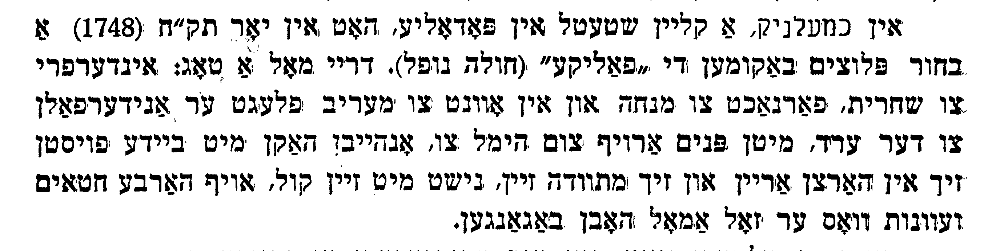 אין כמעלניק, אַ קליין שטעטל אין פּאָדאָליע, האָט אין יאָר תק״ח (1748) אַ
בחור פּלוצים באַקומען די „פאַליקע״ (חולה נופל). דריי מאָל אַ טאָג: אינדערפרי
צו שחרית, פאַרנאַכט צו מנחה און אין אָוונט צו מעריב פלעגט ער אַנידערפאַלן
צו דער ערד, מיטן פּנים אַרויף צום הימל צו, אָנהייבן האַקן מיט ביידע פויסטן
זיך אין האַרצן אַריין און זיך מתוודה זיין, נישט מיט זיין קול, אויף האַרבע חטאים
ועוונות וואָס ער זאָל אַמאָל האָבן באַגאַנגען.